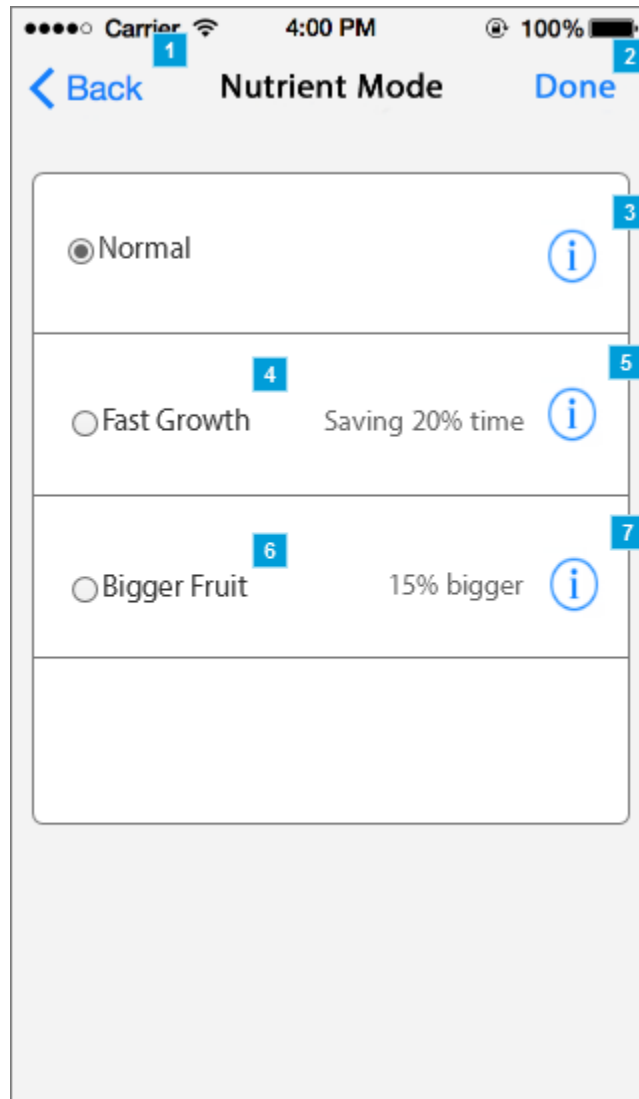 Carrier 4:00 PM 100%
1
2
Back Nutrient Mode Done
3
Normal i
4
5
Fast Growth Saving 20% time i
6
7
Bigger Fruit 15% bigger i